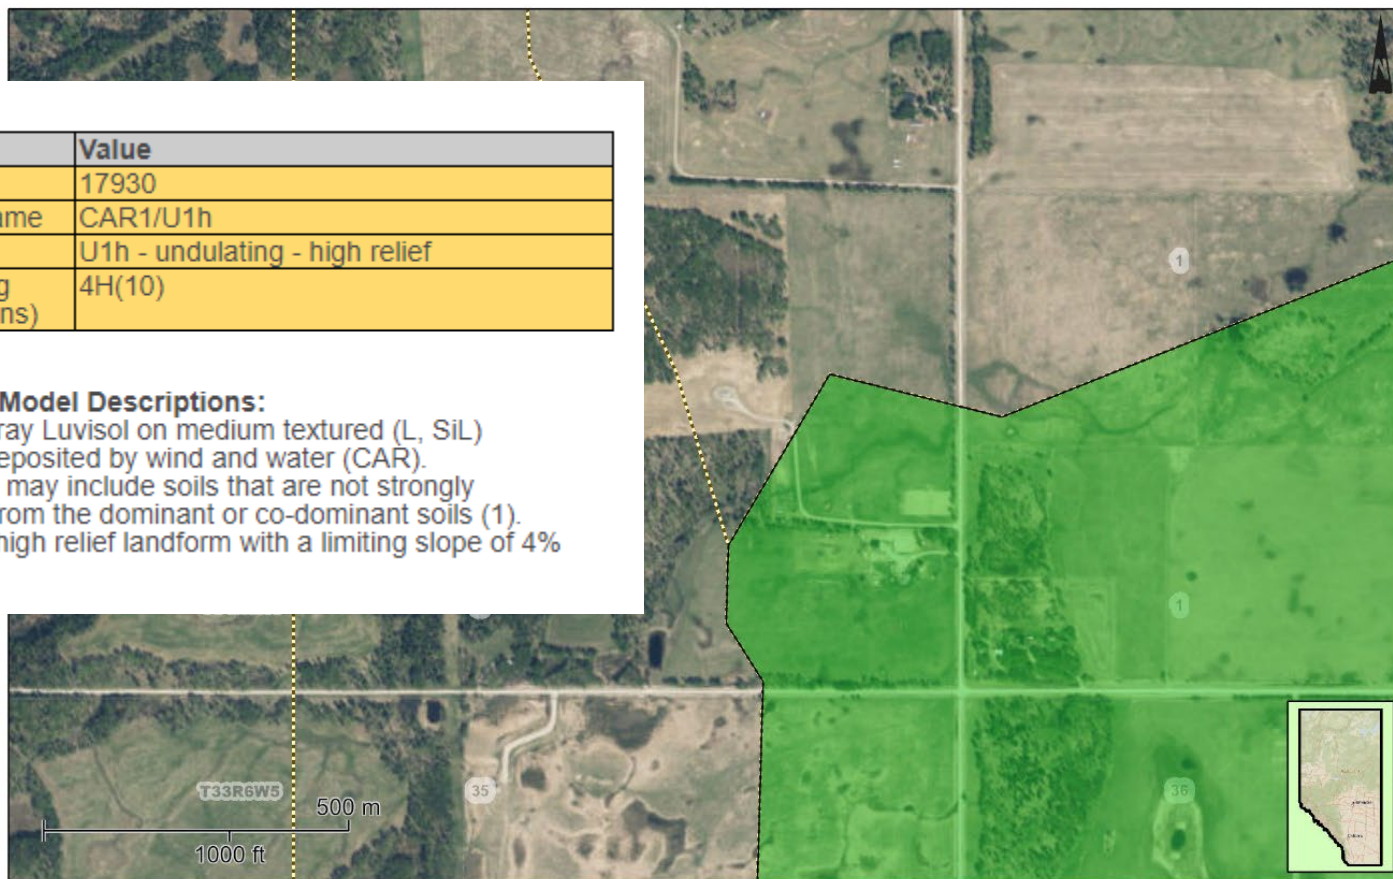 Value
17930
ame CAR1/U1h
U1h - undulating - high relief
g 4H(10)
ns)
Model Descriptions:
ray Luvisol on medium textured (L, SiL)
eposited by wind and water (CAR).
may include soils that are not strongly
rom the dominant or co-dominant soils (1).
high relief landform with a limiting slope of 4%
N
1
1
T33R6W5
35
36
500 m
1000 ft